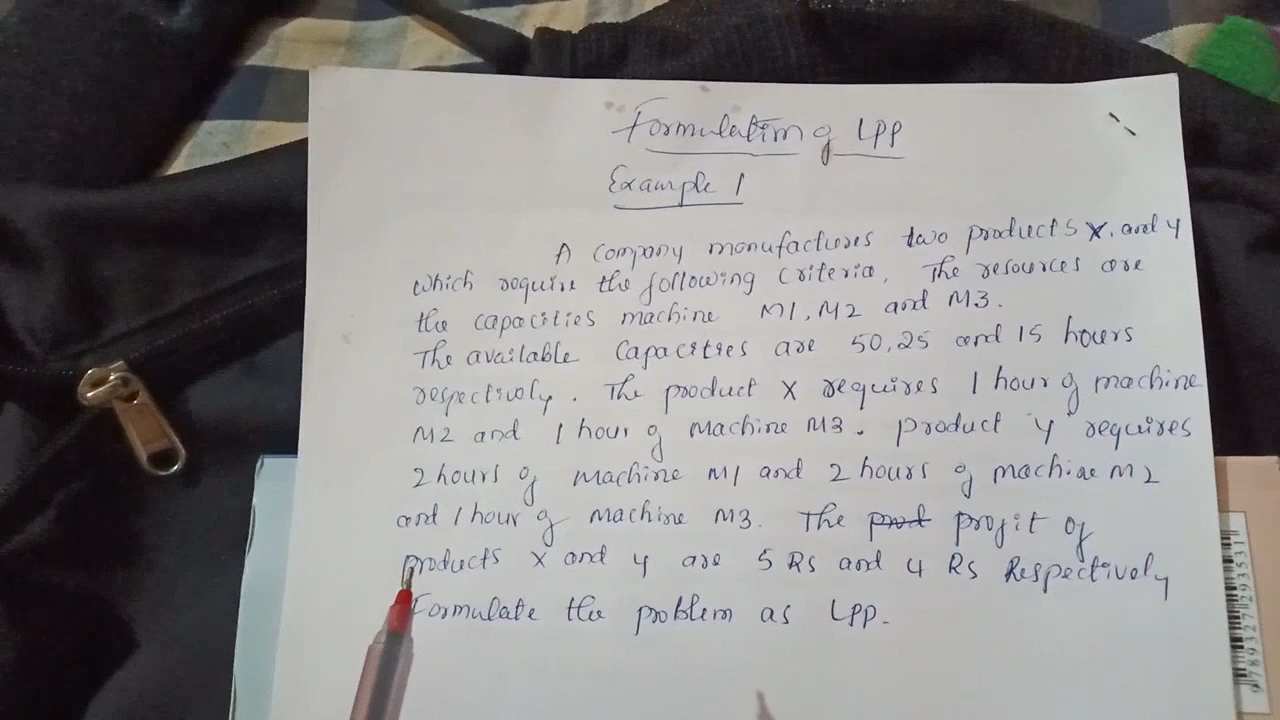 Formulation of LPP
Example 1
A company manufactures two products X, and Y
which require the following criteria, The resources are
the capacities machine M1, M2 and M3.
The available capacities are 50, 25 and 15 hours
respectively. The product X requires 1 hour of machine
M2 and 1 hour of machine M3. product Y requires
2 hours of machine M1 and 2 hours of machine M2
and 1 hour of machine M3. The prod profit of
products X and Y are 5 Rs and 4 Rs Respectively
Formulate the problem as LPP.
9789327293531